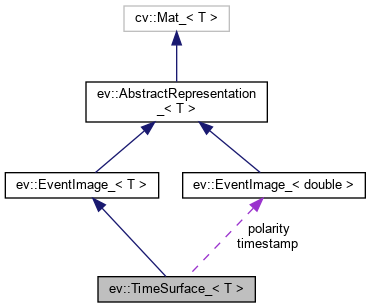 cv::Mat_< T >
ev::AbstractRepresentation
_< T >
ev::EventImage_< T >
ev::EventImage_< double >
polarity
timestamp
ev::TimeSurface_< T >